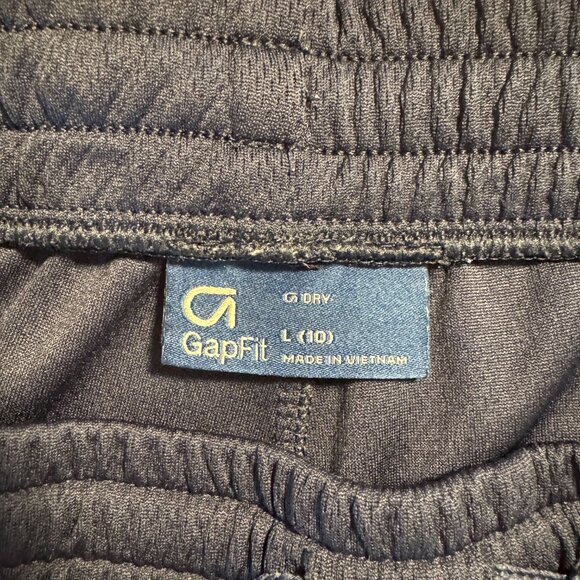 G DRY
GapFit
L (10)
MADE IN VIETNAM